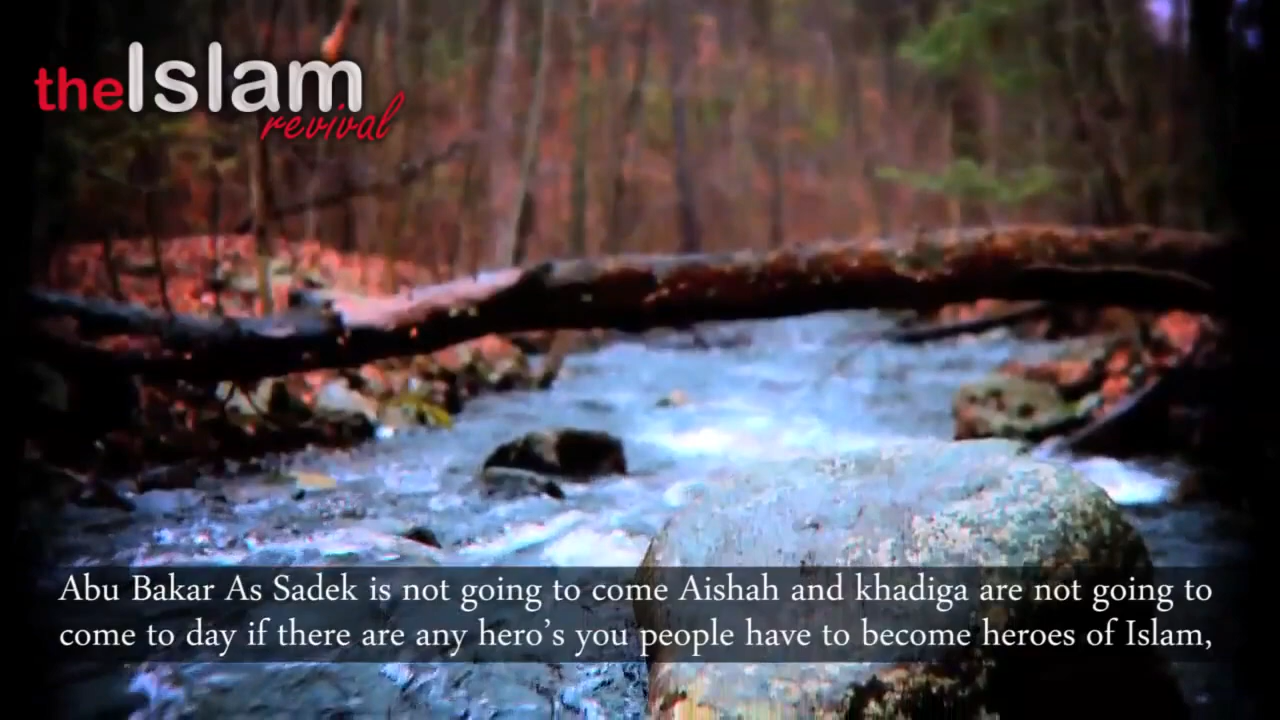 theIslam
revival
Abu Bakar As Sadek is not going to come Aishah and khadiga are not going to
come to day if there are any hero's you people have to become heroes of Islam,